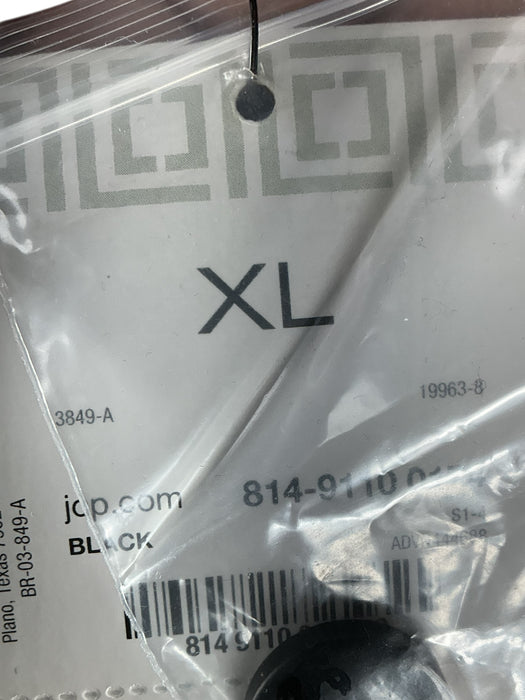 XL
19963-8
3849-A
jcp.com
814-9110
BLACK
S1-4
Plano, Texas
BR-03-849-A
814 9110